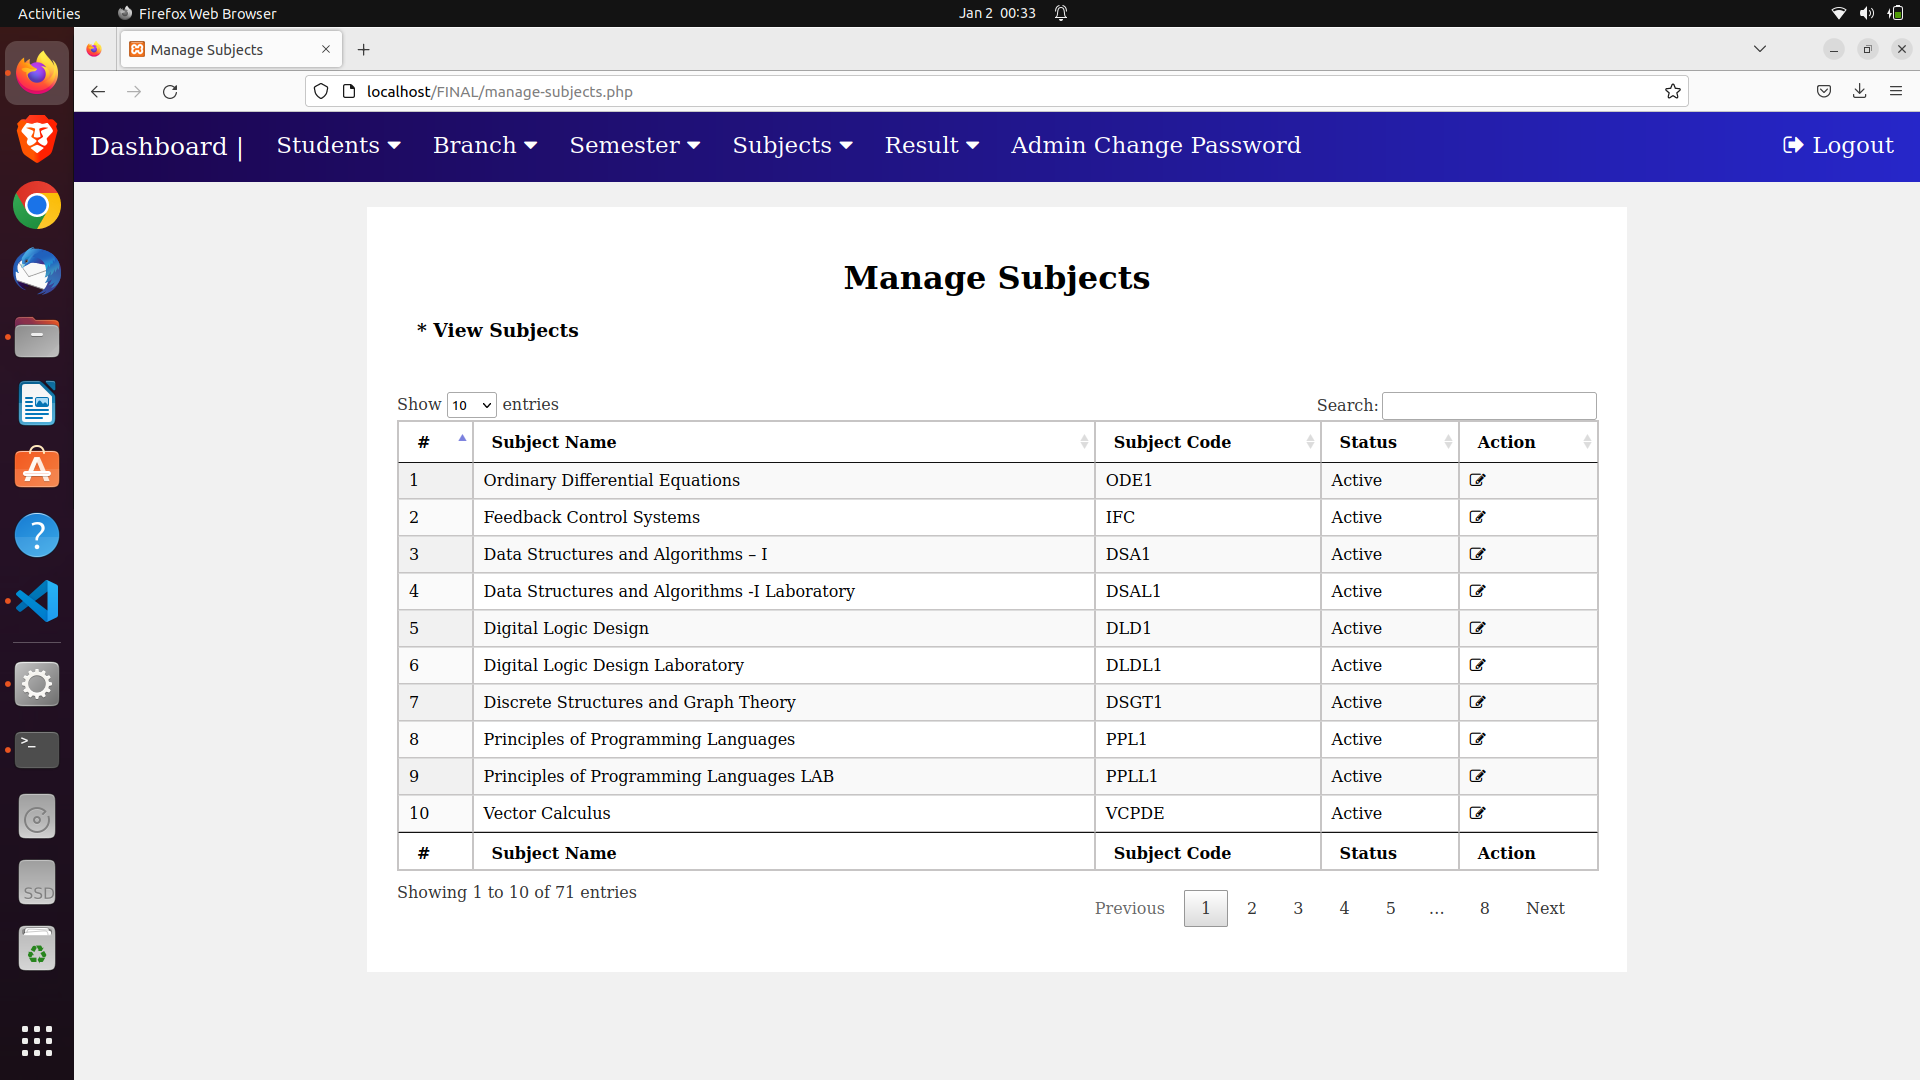 Activities Firefox Web Browser Jan 2 00:33
Manage Subjects
localhost/FINAL/manage-subjects.php
Dashboard | Students Branch Semester Subjects Result Admin Change Password Logout
Manage Subjects
* View Subjects
Show 10 entries Search:
# Subject Name Subject Code Status Action
1 Ordinary Differential Equations ODE1 Active
2 Feedback Control Systems IFC Active
3 Data Structures and Algorithms – I DSA1 Active
4 Data Structures and Algorithms -I Laboratory DSAL1 Active
5 Digital Logic Design DLD1 Active
6 Digital Logic Design Laboratory DLDL1 Active
7 Discrete Structures and Graph Theory DSGT1 Active
8 Principles of Programming Languages PPL1 Active
9 Principles of Programming Languages LAB PPLL1 Active
10 Vector Calculus VCPDE Active
# Subject Name Subject Code Status Action
Showing 1 to 10 of 71 entries
Previous 1 2 3 4 5 … 8 Next
SSD